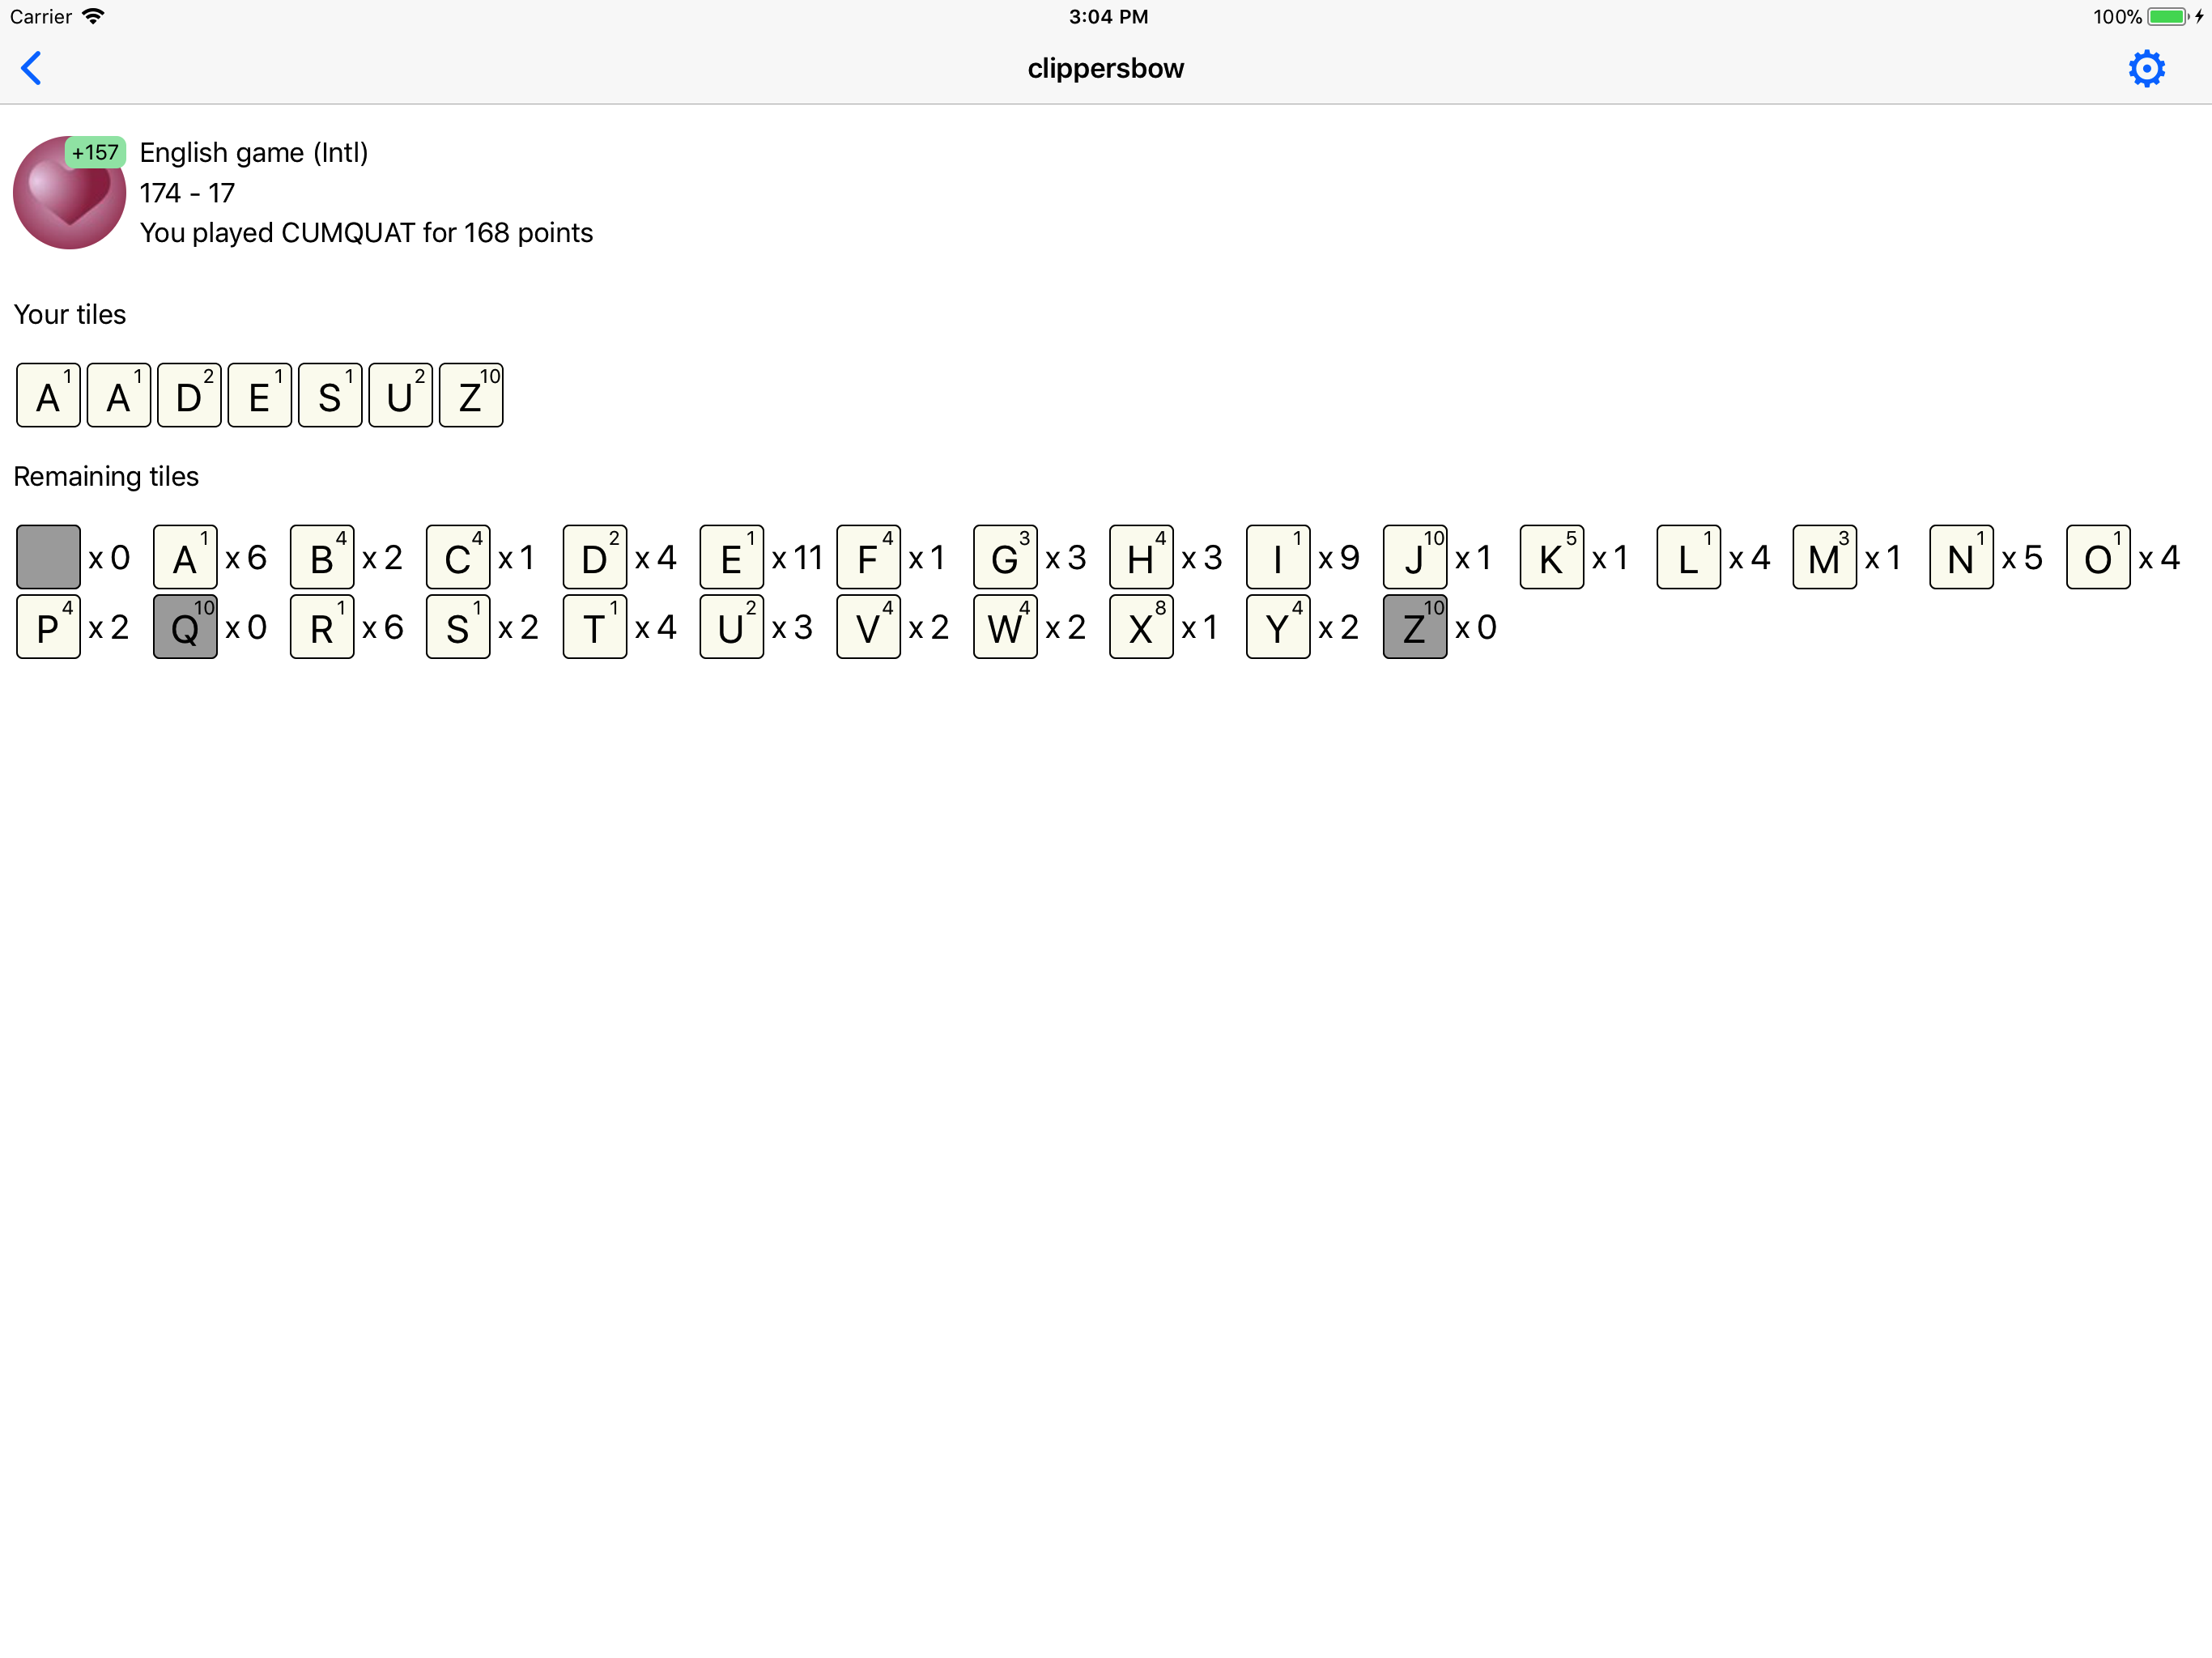 Carrier 3:04 PM 100%
clippersbow
+157 English game (Intl)
174 - 17
You played CUMQUAT for 168 points
Your tiles
A 1 A 1 D 2 E 1 S 1 U 2 Z 10
Remaining tiles
x 0 A 1 x 6 B 4 x 2 C 4 x 1 D 2 x 4 E 1 x 11 F 4 x 1 G 3 x 3 H 4 x 3 I 1 x 9 J 10 x 1 K 5 x 1 L 1 x 4 M 3 x 1 N 1 x 5 O 1 x 4
P 4 x 2 Q 10 x 0 R 1 x 6 S 1 x 2 T 1 x 4 U 2 x 3 V 4 x 2 W 4 x 2 X 8 x 1 Y 4 x 2 Z 10 x 0